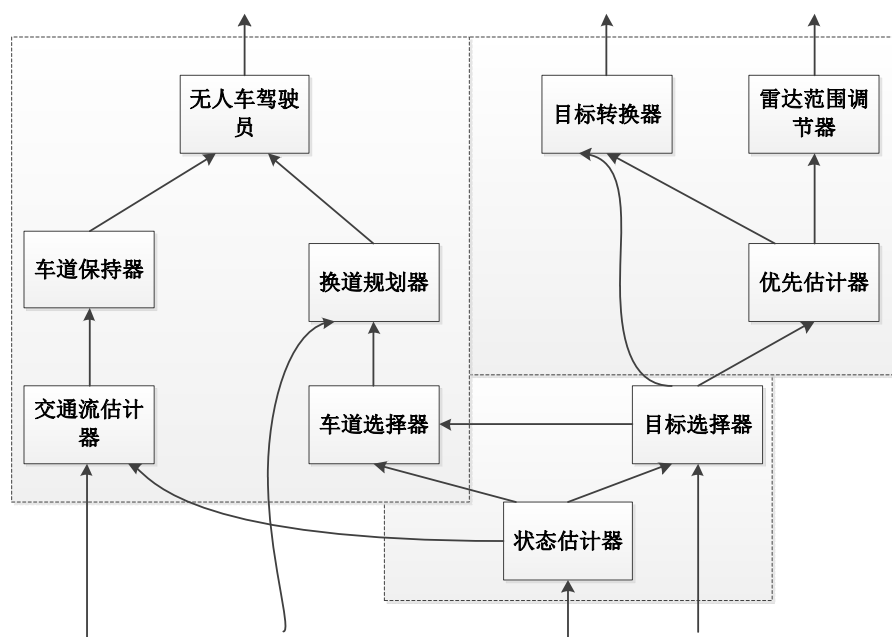 无人车驾驶
员
目标转换器
雷达范围调
节器
车道保持器
换道规划器
优先估计器
交通流估计
器
车道选择器
目标选择器
状态估计器